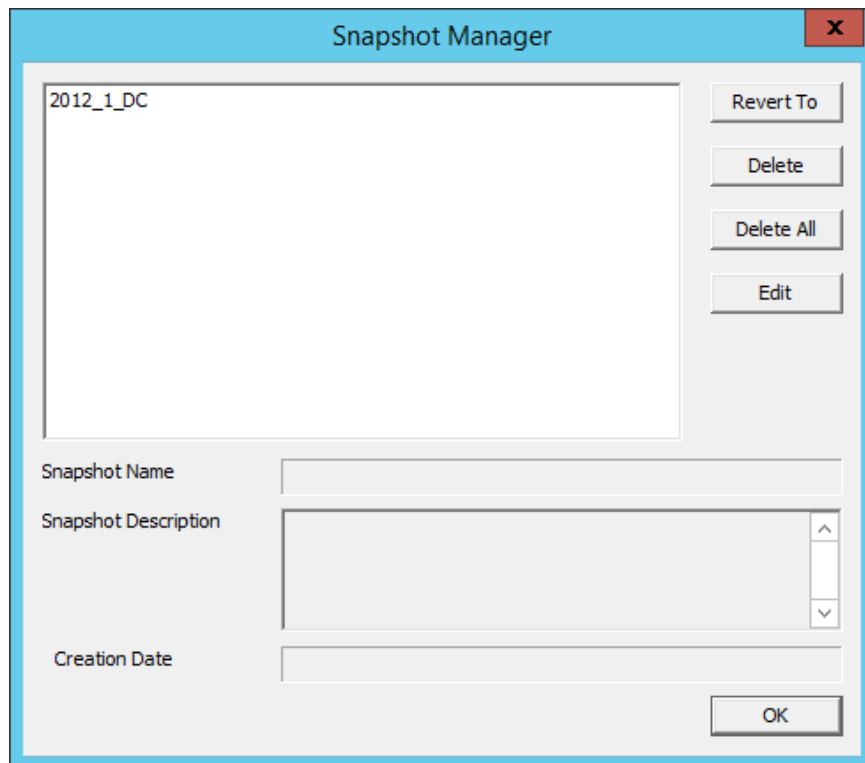 Snapshot Manager
x
2012_1_DC
Revert To
Delete
Delete All
Edit
Snapshot Name
Snapshot Description
Creation Date
OK